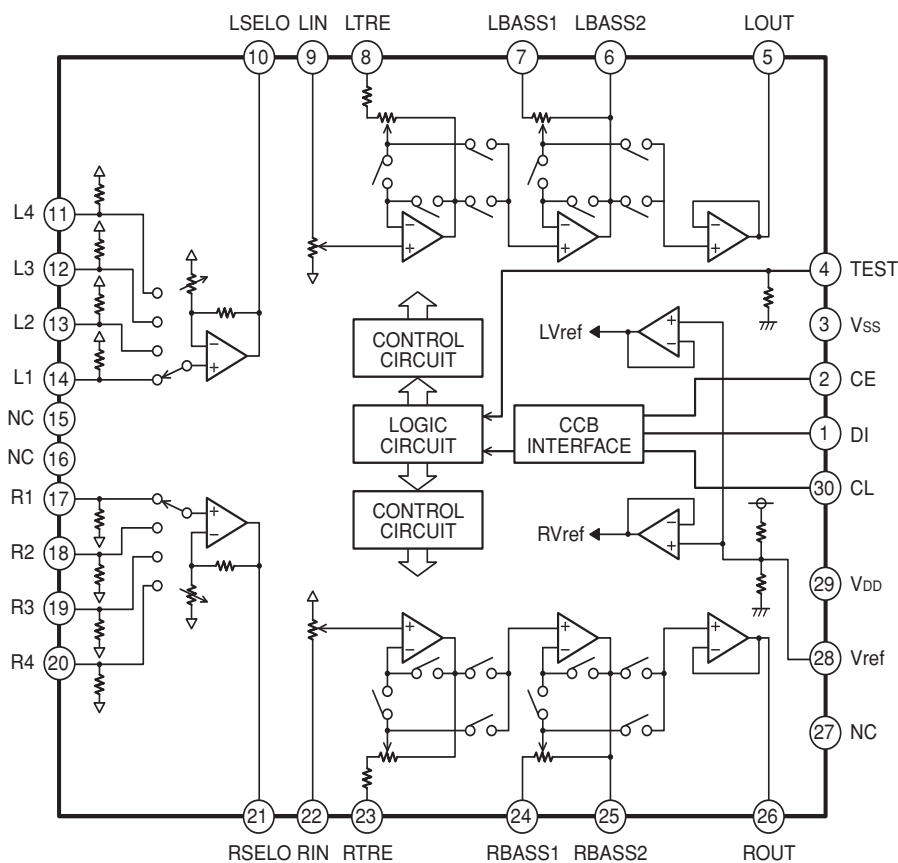 LSELO LIN LTRE LBASS1 LBASS2 LOUT
10 9 8 7 6 5
L4 11
L3 12
L2 13
L1 14
NC 15
NC 16
R1 17
R2 18
R3 19
R4 20
4 TEST
3 VSS
2 CE
1 DI
30 CL
29 VDD
28 Vref
27 NC
CONTROL
CIRCUIT
LOGIC
CIRCUIT
CONTROL
CIRCUIT
CCB
INTERFACE
LVref
RVref
−
+
−
+
−
+
−
+
+
−
+
−
−
+
+
−
+
−
+
−
21 22 23 24 25 26
RSELO RIN RTRE RBASS1 RBASS2 ROUT